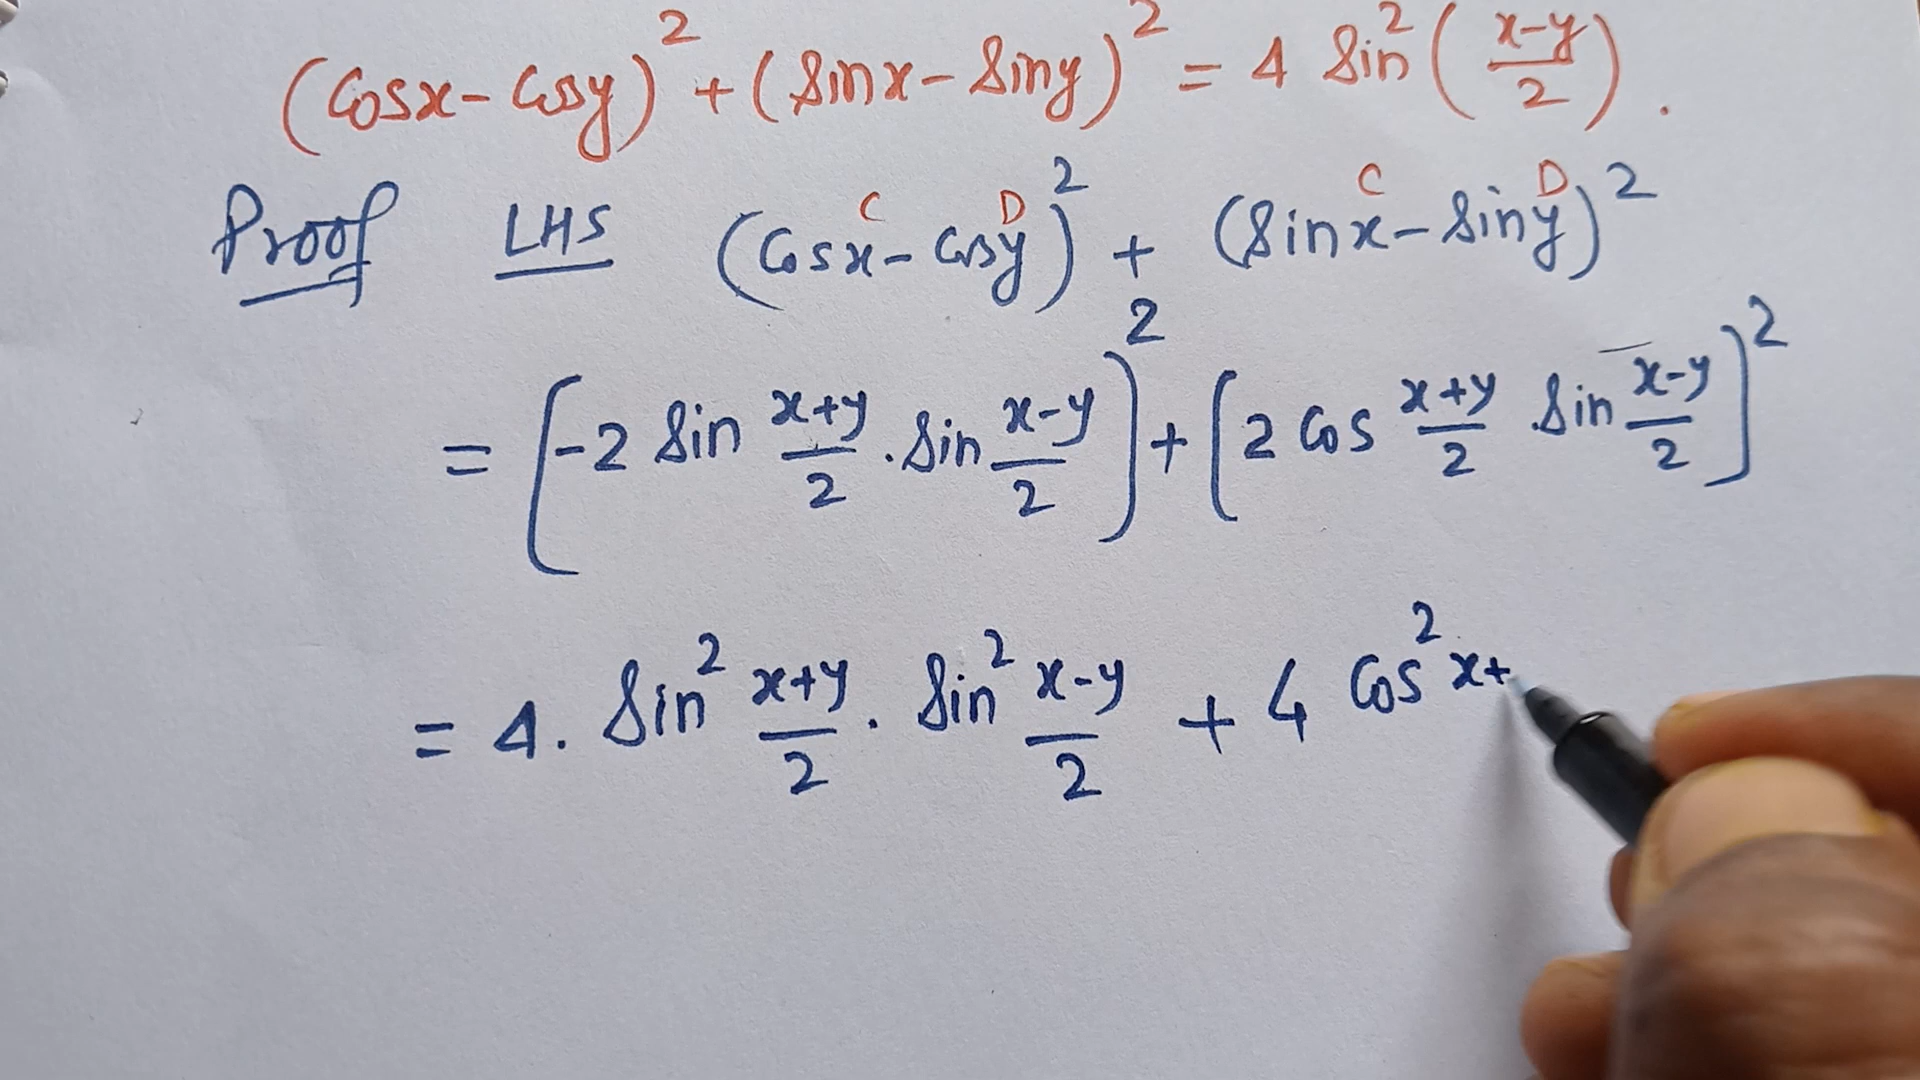 (Cosx - Cosy)² + (Sinx - Siny)² = 4 Sin² (x-y/2).
Proof LHS (Cosx - Cosy)² + (Sinx - Siny)²
C D C D
= [-2 Sin x+y/2 . Sin x-y/2]² + [2 Cos x+y/2 . Sin x-y/2]²
= 4. Sin² x+y/2 . Sin² x-y/2 + 4 Cos² x+